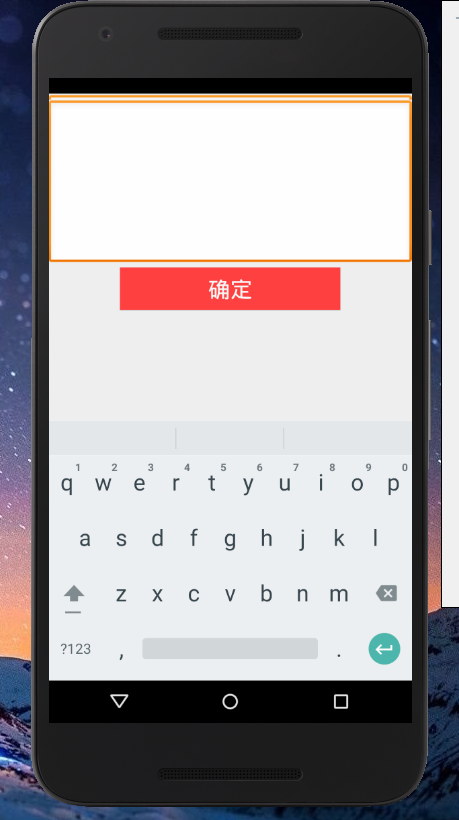 确定
1 2 3 4 5 6 7 8 9 0
q w e r t y u i o p
a s d f g h j k l
z x c v b n m
?123 , .